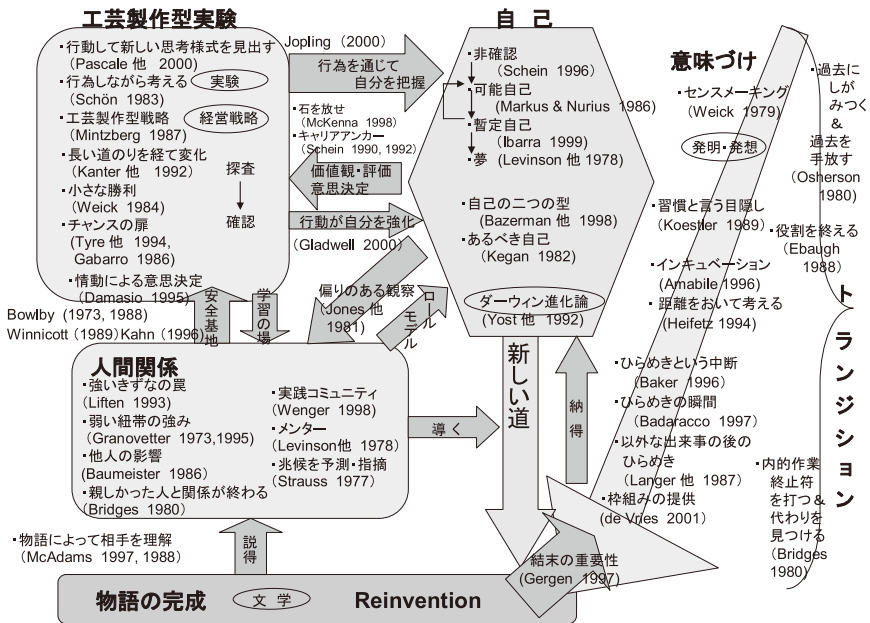 工芸製作型実験
・行動して新しい思考様式を見出す
(Pascale 他 2000)
・行為しながら考える
(Schön 1983)
実験
・工芸製作型戦略
(Mintzberg 1987)
経営戦略
・長い道のりを経て変化
(Kanter 他 1992)
・小さな勝利
(Weick 1984)
・チャンスの扉
(Tyre 他 1994,
Gabarro 1986)
・情動による意思決定
(Damasio 1995)
探査
確認
Jopling (2000)
行為を通じて
自分を把握
・石を放せ
(McKenna 1998)
・キャリアアンカー
(Schein 1990, 1992)
価値観・評価
意思決定
行動が自分を強化
(Gladwell 2000)
自 己
・非確認
(Schein 1996)
・可能自己
(Markus & Nurius 1986)
・暫定自己
(Ibarra 1999)
・夢
(Levinson 他 1978)
・自己の二つの型
(Bazerman 他 1998)
・あるべき自己
(Kegan 1982)
ダーウィン進化論
(Yost 他 1992)
意味づけ
・センスメーキング
(Weick 1979)
発明・発想
・習慣と言う目隠し
(Koestler 1989)
・インキュベーション
(Amabile 1996)
・距離をおいて考える
(Heifetz 1994)
・ひらめきという中断
(Baker 1996)
・ひらめきの瞬間
(Badaracco 1997)
・以外な出来事の後の
ひらめき
(Langer 他 1987)
・枠組みの提供
(de Vries 2001)
・過去に
しがみつく
&
過去を
手放す
(Osherson
1980)
・役割を終える
(Ebaugh
1988)
・内的作業
終止符
を打つ &
代わりを
見つける
(Bridges
1980)
トランジション
Bowlby (1973, 1988)
Winnicott (1989) Kahn (1996)
安全基地
学習の場
偏りのある観察
(Jones 他
1981)
ロール
モデル
人間関係
・強いきずなの罠
(Liften 1993)
・弱い紐帯の強み
(Granovetter 1973,1995)
・他人の影響
(Baumeister 1986)
・親しかった人と関係が終わる
(Bridges 1980)
・実践コミュニティ
(Wenger 1998)
・メンター
(Levinson他 1978)
・兆候を予測・指摘
(Strauss 1977)
導く
新しい道
納得
・物語によって相手を理解
(McAdams 1997, 1988)
説得
・結末の重要性
(Gergen 1997)
物語の完成
文 学
Reinvention